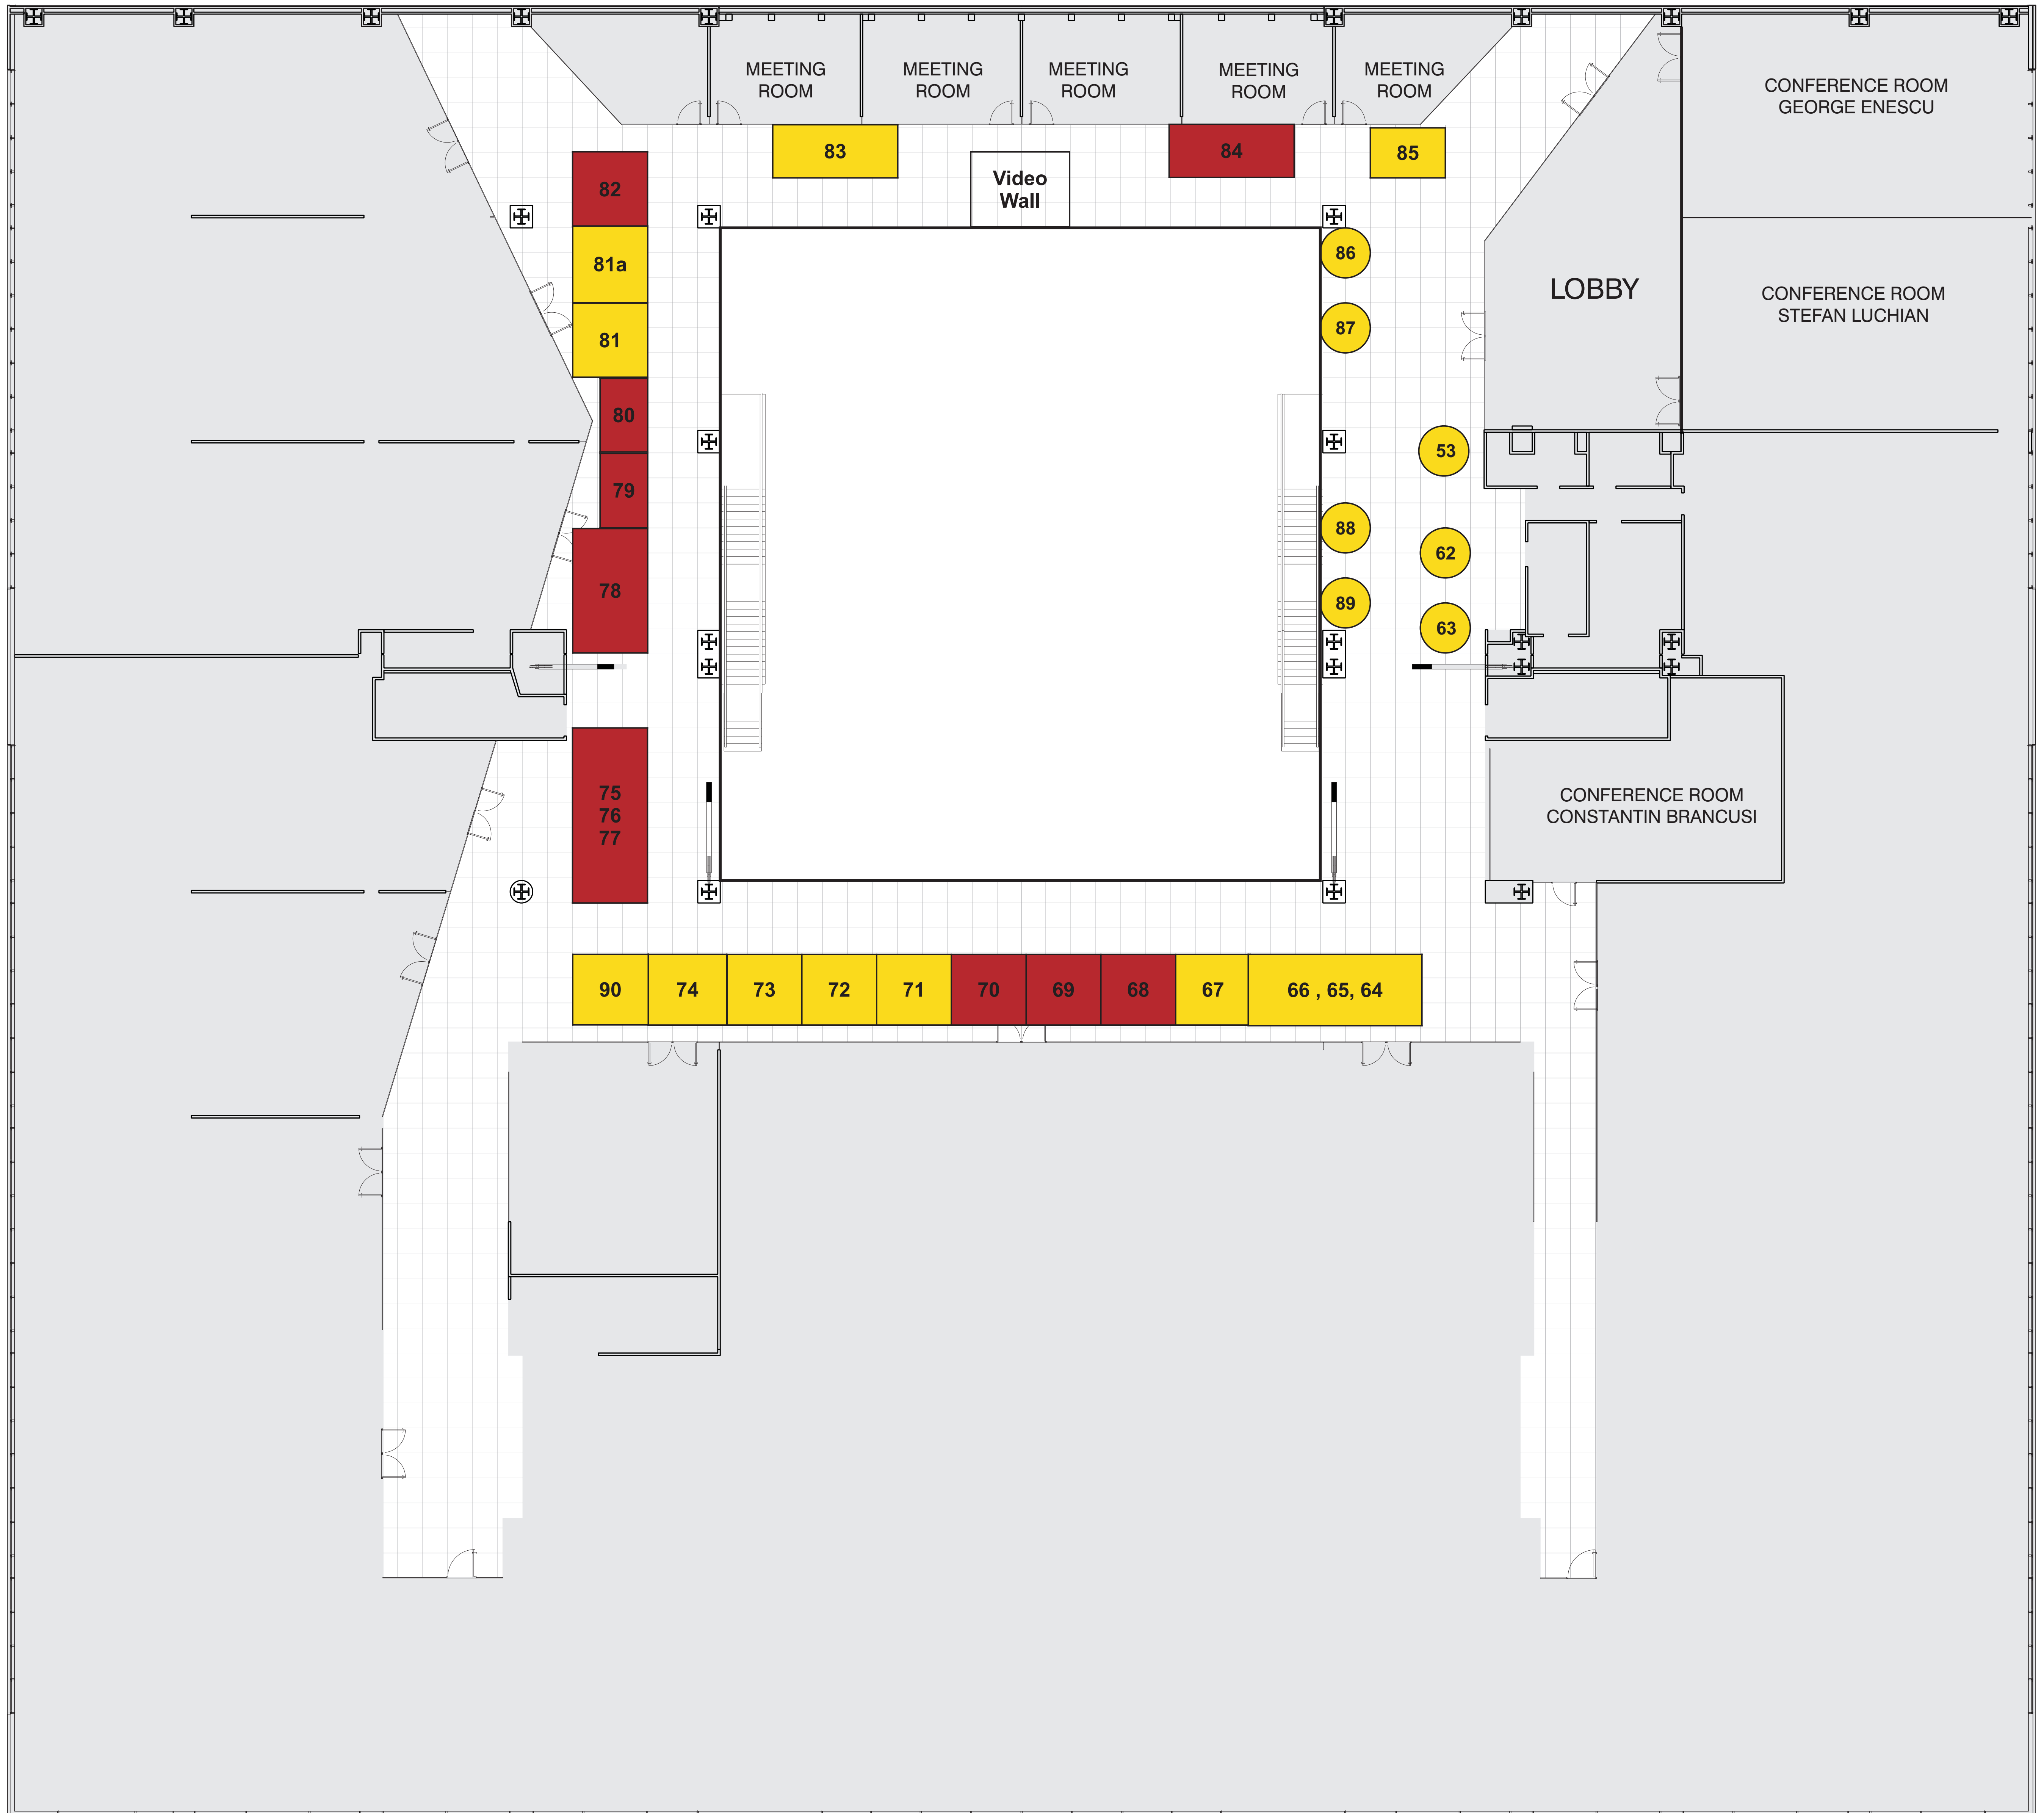 MEETING
ROOM
MEETING
ROOM
MEETING
ROOM
MEETING
ROOM
MEETING
ROOM
CONFERENCE ROOM
GEORGE ENESCU
83
84
85
82
Video
Wall
81a
86
LOBBY
CONFERENCE ROOM
STEFAN LUCHIAN
81
87
80
53
79
88
62
78
89
63
75
76
77
CONFERENCE ROOM
CONSTANTIN BRANCUSI
90
74
73
72
71
70
69
68
67
66 , 65, 64